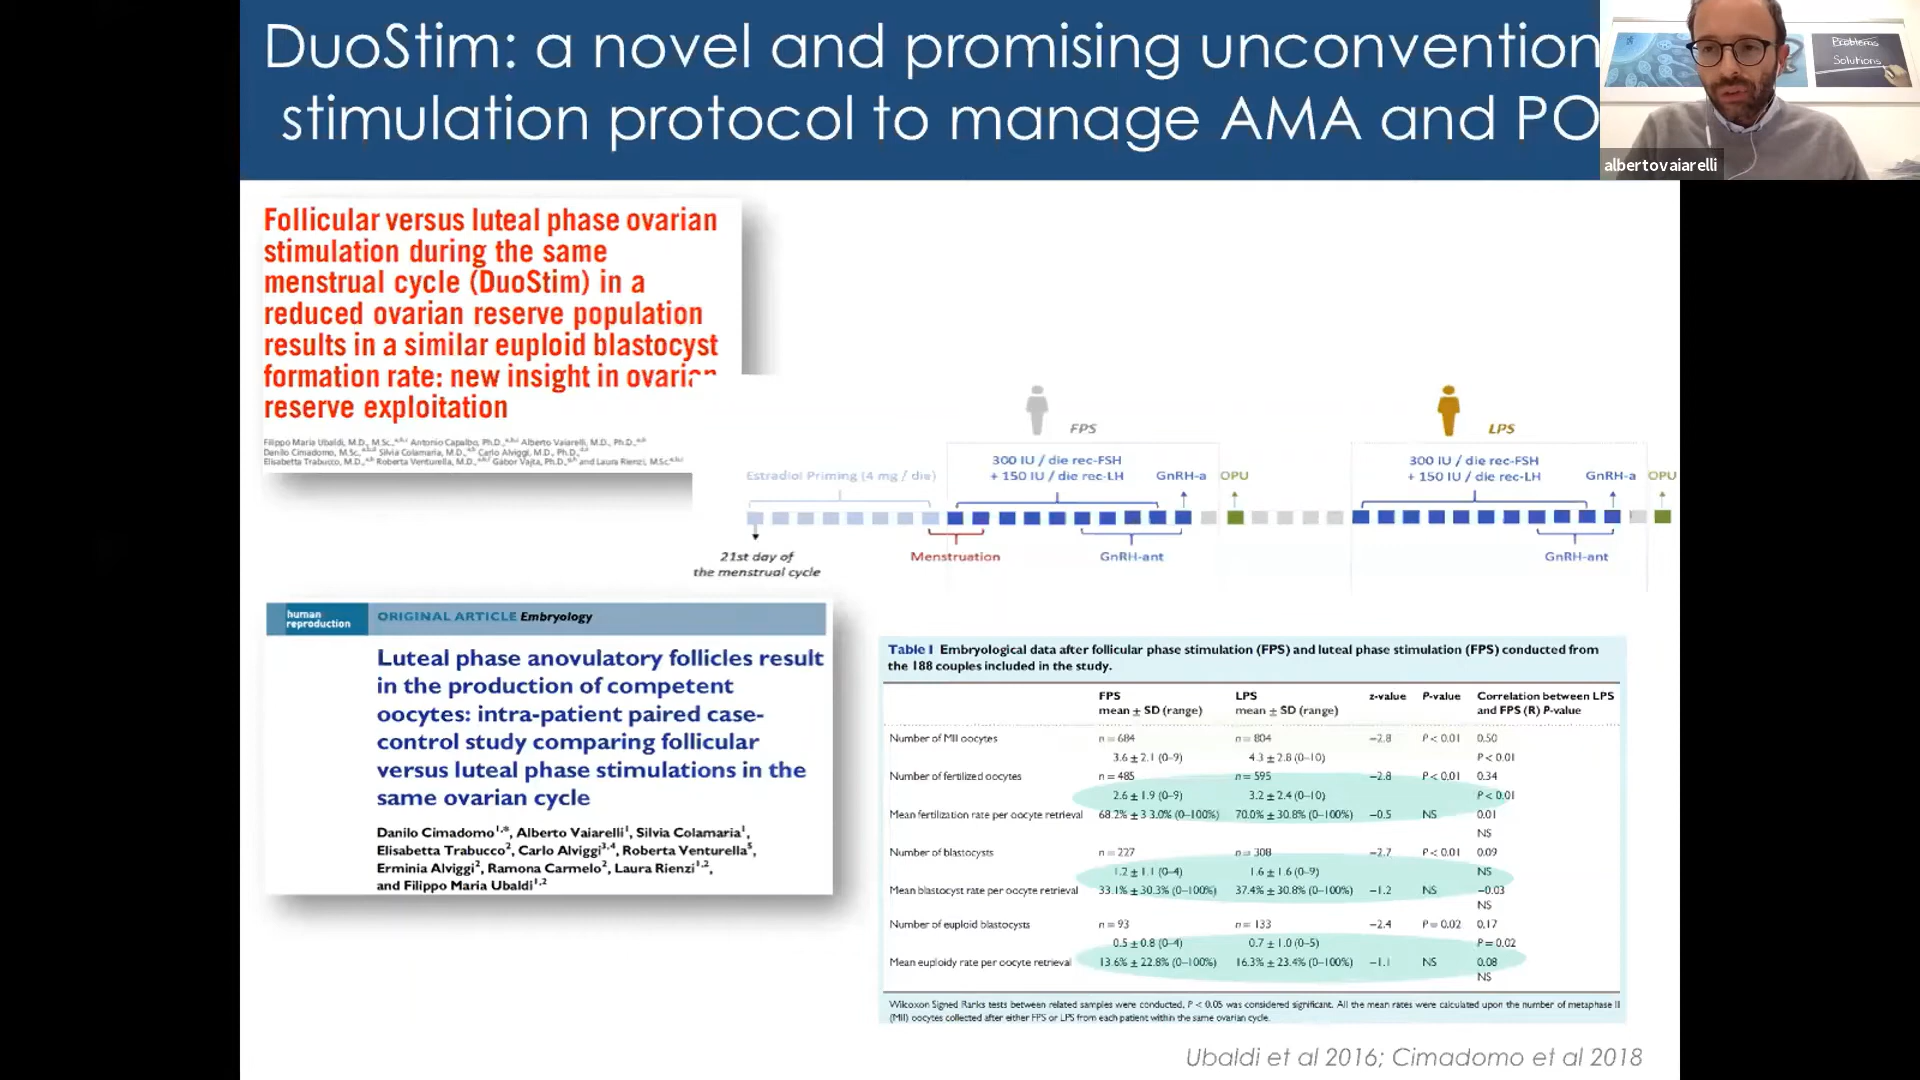 DuoStim: a novel and promising unconvention
stimulation protocol to manage AMA and PO
Problems
Solutions
albertovaiarelli
Follicular versus luteal phase ovarian
stimulation during the same
menstrual cycle (DuoStim) in a
reduced ovarian reserve population
results in a similar euploid blastocyst
formation rate: new insight in ovarian
reserve exploitation
Filippo Maria Ubaldi, M.D., M.Sc., Antonio Capalbo, Ph.D., Alberto Vaiarelli, M.D., Ph.D.,
Danilo Cimadomo, M.Sc., Silvia Colamaria, M.D., Carlo Alviggi, M.D., Ph.D.,
Elisabetta Trabucco, M.D., Roberta Venturella, M.D., Gábor Vajta, Ph.D., and Laura Rienzi, M.Sc.
FPS
LPS
300 IU / die rec-FSH
+ 150 IU / die rec-LH
300 IU / die rec-FSH
+ 150 IU / die rec-LH
Estradiol Priming (4 mg / die)
GnRH-a
OPU
GnRH-a
OPU
21st day of
the menstrual cycle
Menstruation
GnRH-ant
GnRH-ant
human
reproduction
ORIGINAL ARTICLE Embryology
Luteal phase anovulatory follicles result
in the production of competent
oocytes: intra-patient paired case-
control study comparing follicular
versus luteal phase stimulations in the
same ovarian cycle
Danilo Cimadomo1,*, Alberto Vaiarelli1, Silvia Colamaria1,
Elisabetta Trabucco2, Carlo Alviggi3,4, Roberta Venturella5,
Erminia Alviggi2, Ramona Carmelo2, Laura Rienzi1,2,
and Filippo Maria Ubaldi1,2
Table I Embryological data after follicular phase stimulation (FPS) and luteal phase stimulation (FPS) conducted from
the 188 couples included in the study.
FPS LPS z-value P-value Correlation between LPS
mean ± SD (range) mean ± SD (range) and FPS (R) P-value
Number of MII oocytes n = 684 n = 804 −2.8 P < 0.01 0.50
3.6 ± 2.1 (0–9) 4.3 ± 2.8 (0–10) P < 0.01
Number of fertilized oocytes n = 485 n = 595 −2.8 P < 0.01 0.34
2.6 ± 1.9 (0–9) 3.2 ± 2.4 (0–10) P < 0.01
Mean fertilization rate per oocyte retrieval 68.2% ± 33.0% (0–100%) 70.0% ± 30.8% (0–100%) −0.5 NS 0.01
NS
Number of blastocysts n = 227 n = 308 −2.7 P < 0.01 0.09
1.2 ± 1.1 (0–4) 1.6 ± 1.6 (0–9) NS
Mean blastocyst rate per oocyte retrieval 33.1% ± 30.3% (0–100%) 37.4% ± 30.8% (0–100%) −1.2 NS −0.03
NS
Number of euploid blastocysts n = 93 n = 133 −2.4 P = 0.02 0.17
0.5 ± 0.8 (0–4) 0.7 ± 1.0 (0–5) P = 0.02
Mean euploidy rate per oocyte retrieval 13.6% ± 22.8% (0–100%) 16.3% ± 23.4% (0–100%) −1.1 NS 0.08
NS
Wilcoxon Signed Ranks tests between related samples were conducted, P < 0.05 was considered significant. All the mean rates were calculated upon the number of metaphase II
(MII) oocytes collected after either FPS or LPS from each patient within the same ovarian cycle.
Ubaldi et al 2016; Cimadomo et al 2018